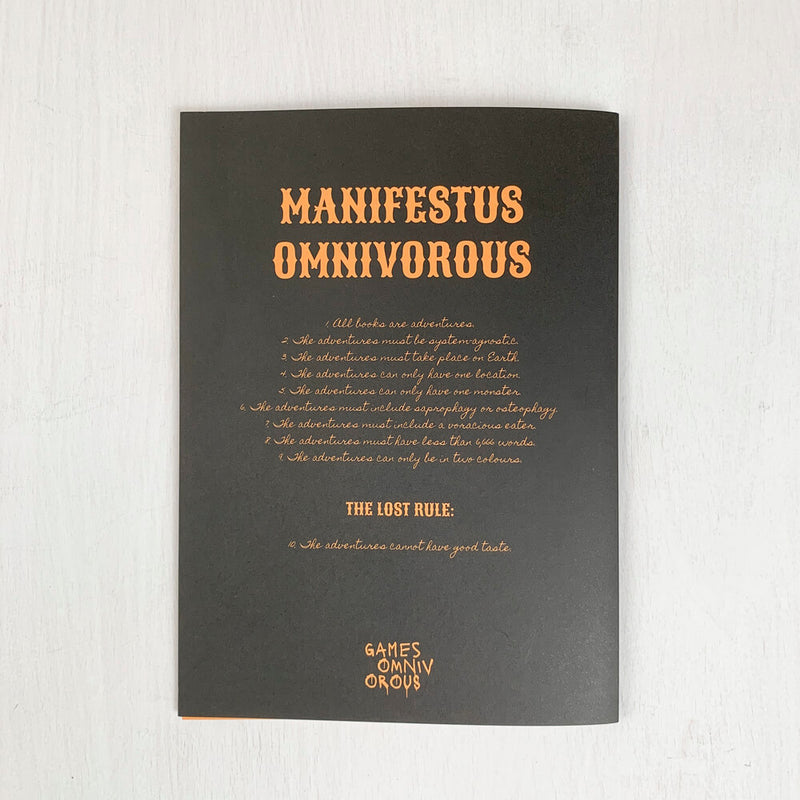 MANIFESTUS
OMNIVOROUS
1. All books are adventures.
2. The adventures must be system-agnostic.
3. The adventures must take place on Earth.
4. The adventures can only have one location.
5. The adventures can only have one monster.
6. The adventures must include saprophagy or osteophagy.
7. The adventures must include a voracious eater.
8. The adventures must have less than 6,666 words.
9. The adventures can only be in two colours.
THE LOST RULE:
10. The adventures cannot have good taste.
GAMES
OMNIV
OROUS